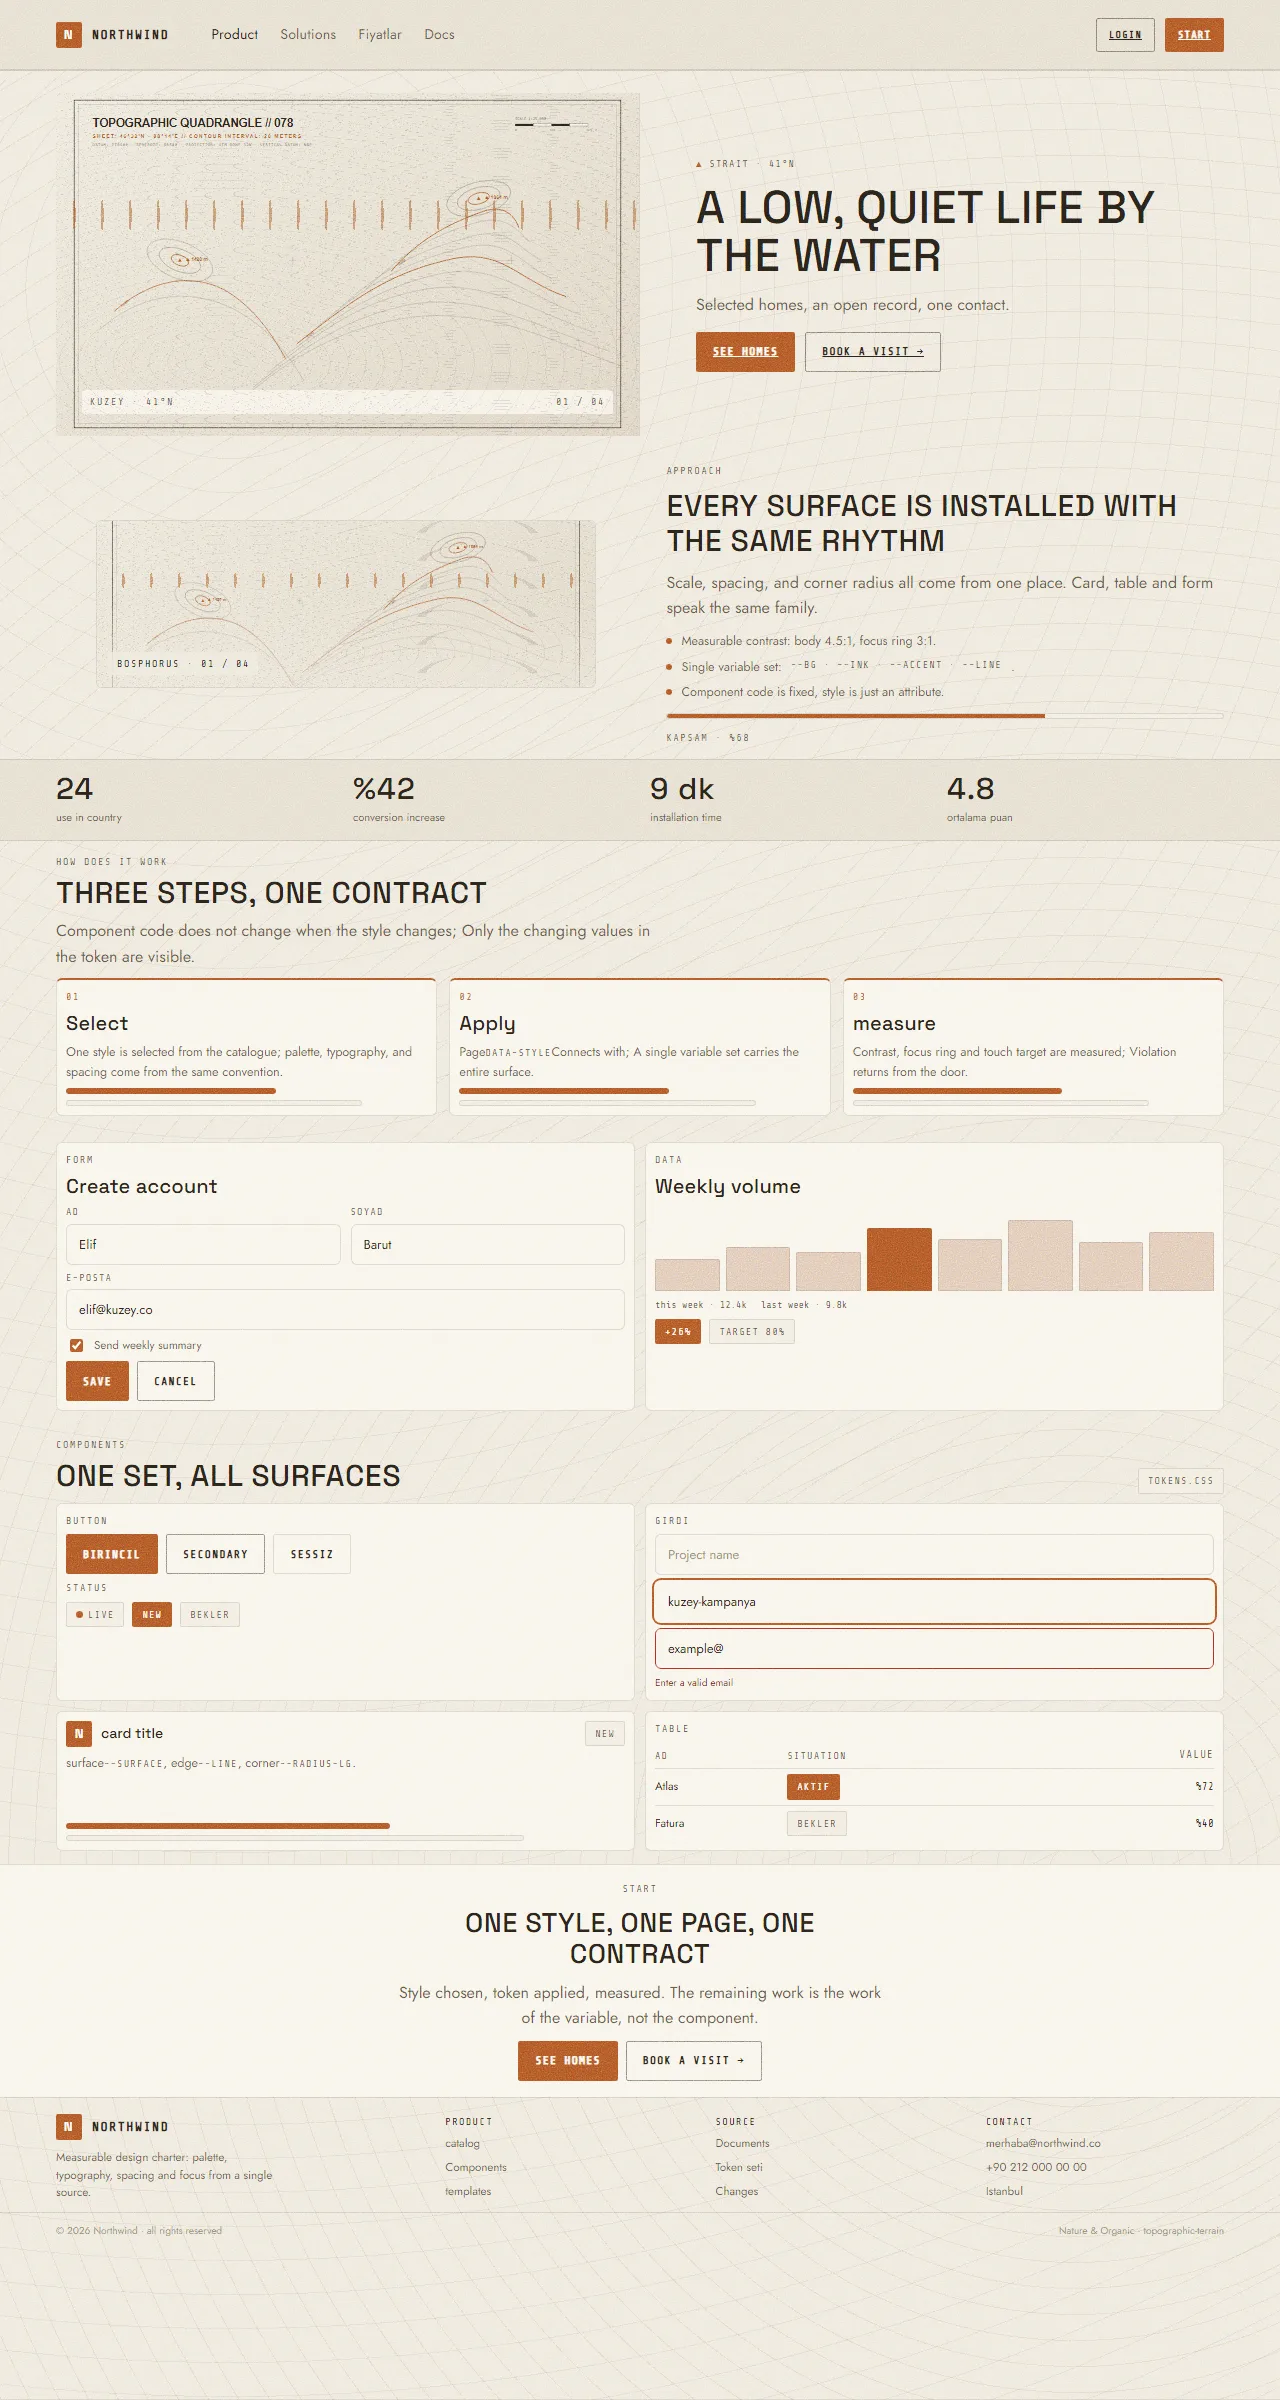 N NORTHWIND Product Solutions Fiyatlar Docs LOGIN START
TOPOGRAPHIC QUADRANGLE // 078
KUZEY · 41°N 01 / 04
▲ STRAIT · 41°N
A LOW, QUIET LIFE BY
THE WATER
Selected homes, an open record, one contact.
SEE HOMES BOOK A VISIT →
APPROACH
EVERY SURFACE IS INSTALLED WITH
THE SAME RHYTHM
Scale, spacing, and corner radius all come from one place. Card, table and form
speak the same family.
Measurable contrast: body 4.5:1, focus ring 3:1.
Single variable set: --BG · --INK · --ACCENT · --LINE .
Component code is fixed, style is just an attribute.
KAPSAM · %68
BOSPHORUS · 01 / 04
24 %42 9 dk 4.8
use in country conversion increase installation time ortalama puan
HOW DOES IT WORK
THREE STEPS, ONE CONTRACT
Component code does not change when the style changes; Only the changing values in
the token are visible.
01
Select
One style is selected from the catalogue; palette, typography, and
spacing come from the same convention.
02
Apply
PageDATA-STYLEConnects with; A single variable set carries the
entire surface.
03
measure
Contrast, focus ring and touch target are measured; Violation
returns from the door.
FORM
Create account
AD SOYAD
Elif Barut
E-POSTA
elif@kuzey.co
Send weekly summary
SAVE CANCEL
DATA
Weekly volume
this week · 12.4k last week · 9.8k
+26% TARGET 80%
COMPONENTS
ONE SET, ALL SURFACES
TOKENS.CSS
BUTTON
BIRINCIL SECONDARY SESSIZ
STATUS
LIVE NEW BEKLER
GIRDI
Project name
kuzey-kampanya
example@
Enter a valid email
N card title NEW
surface--SURFACE, edge--LINE, corner--RADIUS-LG.
TABLE
AD SITUATION VALUE
Atlas AKTIF %72
Fatura BEKLER %40
START
ONE STYLE, ONE PAGE, ONE
CONTRACT
Style chosen, token applied, measured. The remaining work is the work
of the variable, not the component.
SEE HOMES BOOK A VISIT →
N NORTHWIND
Measurable design charter: palette,
typography, spacing and focus from a single
source.
PRODUCT
catalog
Components
templates
SOURCE
Documents
Token seti
Changes
CONTACT
merhaba@northwind.co
+90 212 000 00 00
Istanbul
© 2026 Northwind · all rights reserved
Nature & Organic · topographic-terrain